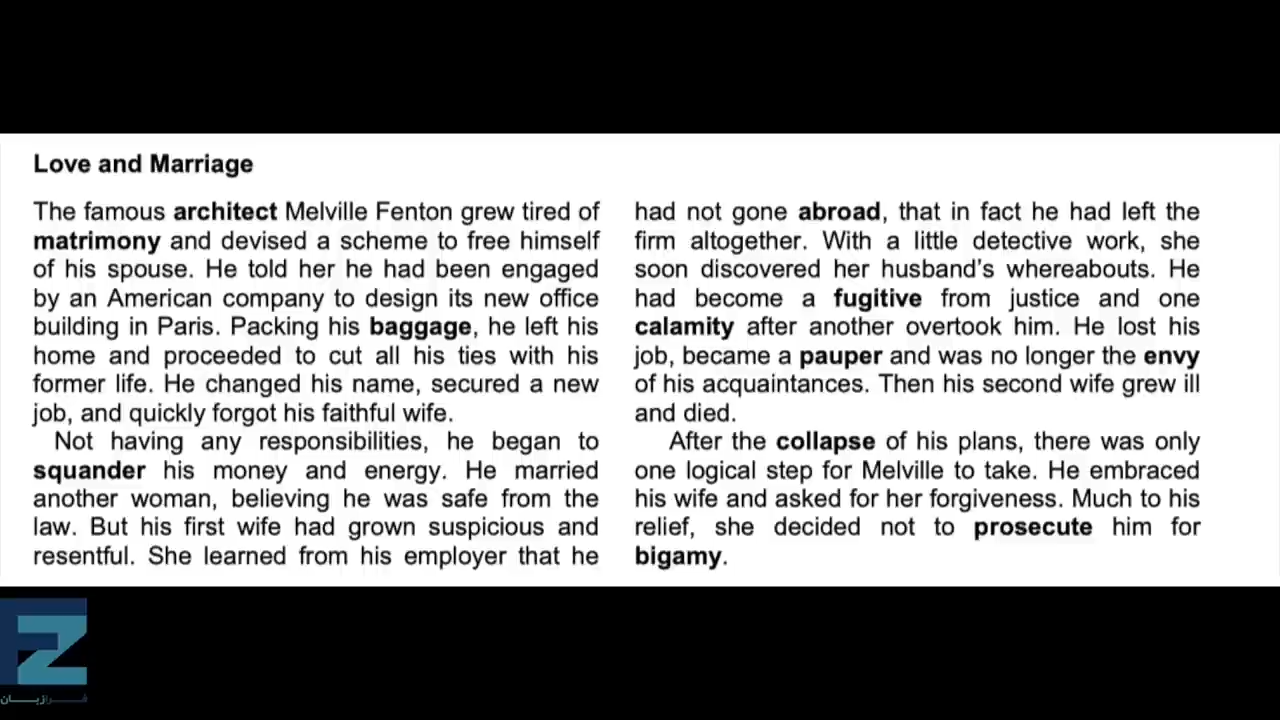 Love and Marriage
The famous architect Melville Fenton grew tired of
matrimony and devised a scheme to free himself
of his spouse. He told her he had been engaged
by an American company to design its new office
building in Paris. Packing his baggage, he left his
home and proceeded to cut all his ties with his
former life. He changed his name, secured a new
job, and quickly forgot his faithful wife.
Not having any responsibilities, he began to
squander his money and energy. He married
another woman, believing he was safe from the
law. But his first wife had grown suspicious and
resentful. She learned from his employer that he
had not gone abroad, that in fact he had left the
firm altogether. With a little detective work, she
soon discovered her husband's whereabouts. He
had become a fugitive from justice and one
calamity after another overtook him. He lost his
job, became a pauper and was no longer the envy
of his acquaintances. Then his second wife grew ill
and died.
After the collapse of his plans, there was only
one logical step for Melville to take. He embraced
his wife and asked for her forgiveness. Much to his
relief, she decided not to prosecute him for
bigamy.
FZ
فرازبان